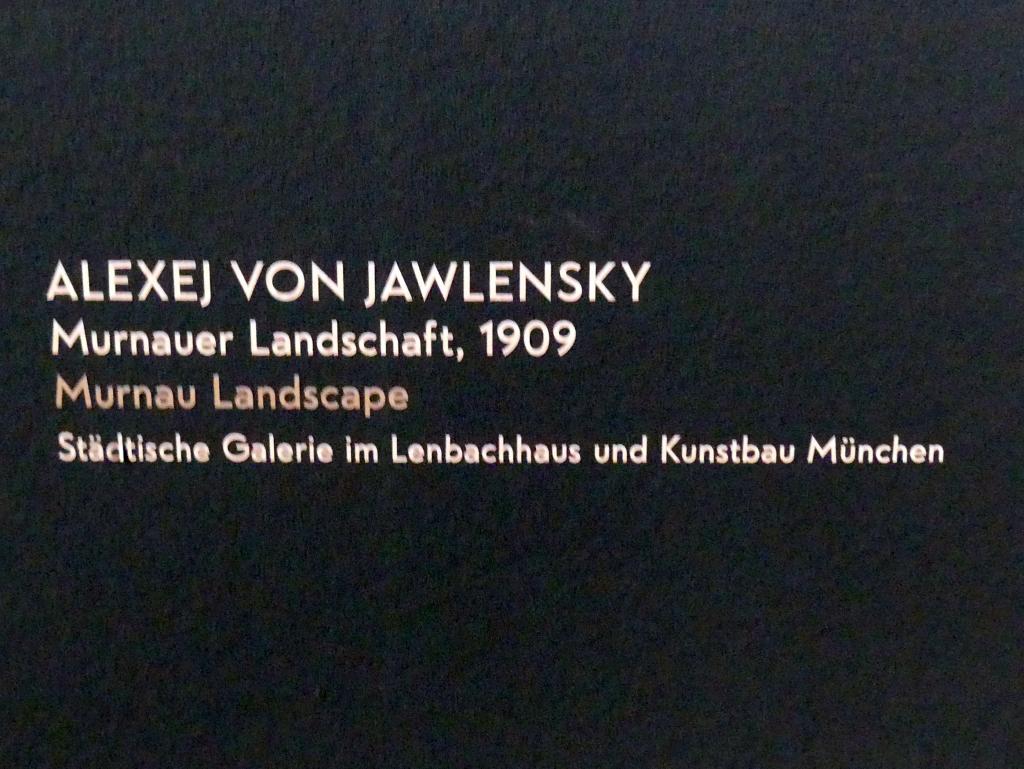 ALEXEJ VON JAWLENSKY
Murnauer Landschaft, 1909
Murnau Landscape
Städtische Galerie im Lenbachhaus und Kunstbau München